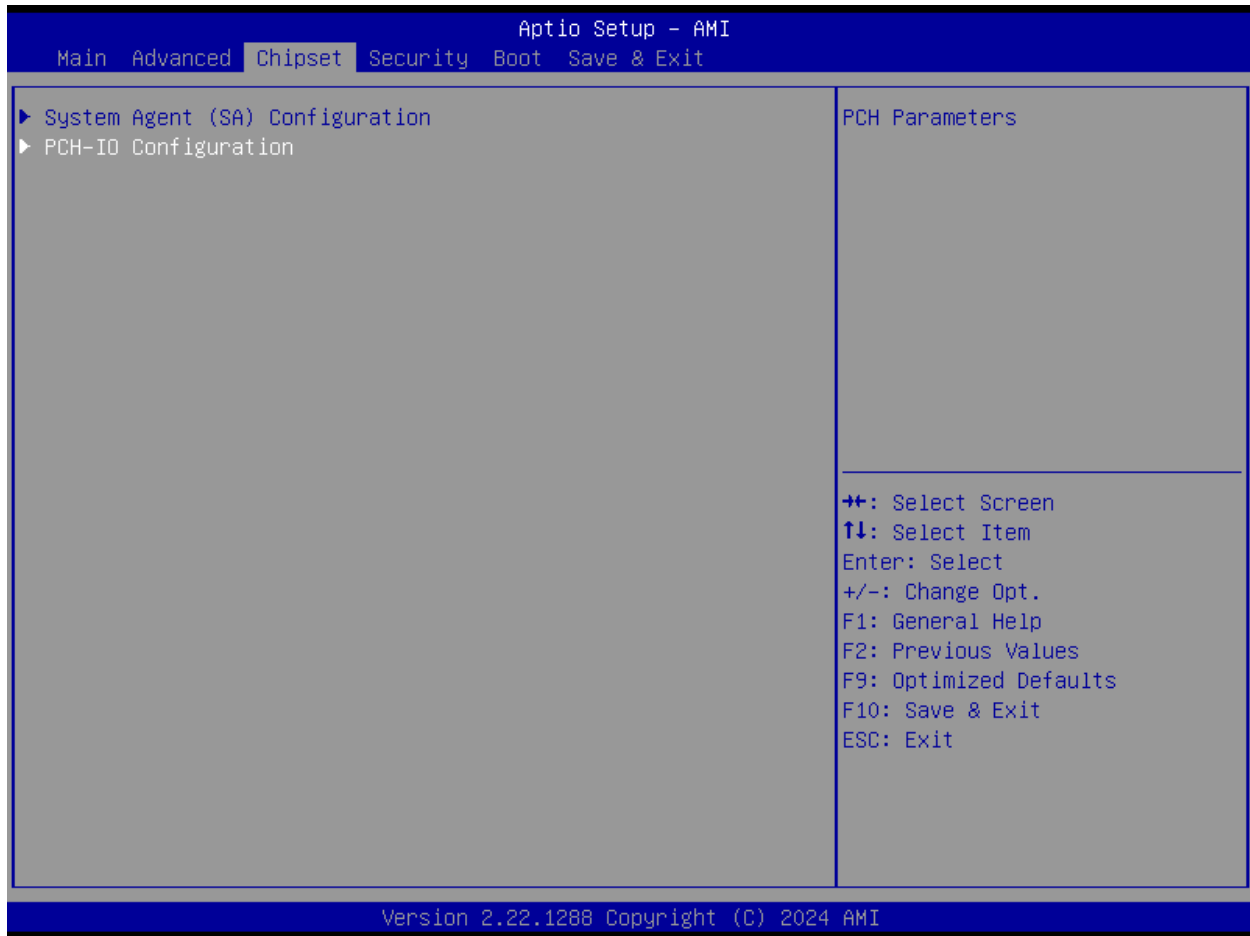 Aptio Setup - AMI
Main Advanced Chipset Security Boot Save & Exit
▶ System Agent (SA) Configuration
▶ PCH-IO Configuration
PCH Parameters
→←: Select Screen
↑↓: Select Item
Enter: Select
+/-: Change Opt.
F1: General Help
F2: Previous Values
F9: Optimized Defaults
F10: Save & Exit
ESC: Exit
Version 2.22.1288 Copyright (C) 2024 AMI